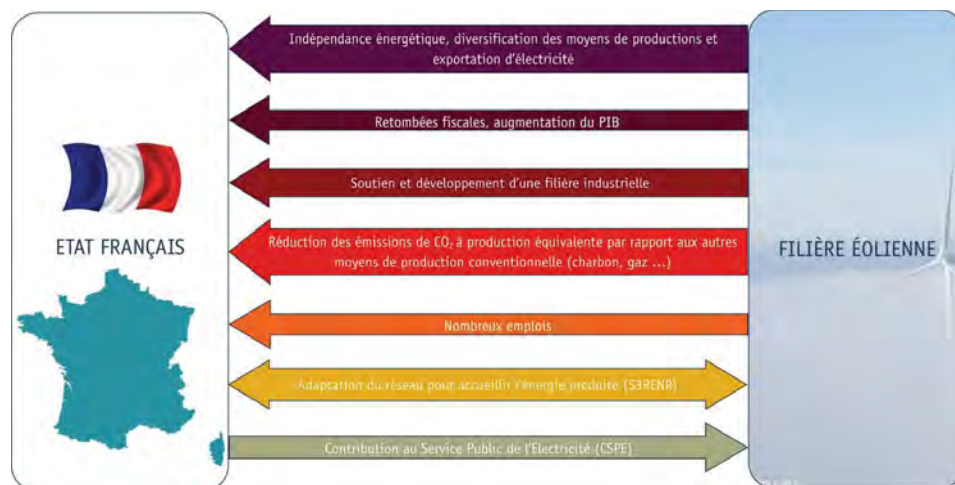 Indépendance énergétique, diversification des moyens de productions et
exportation d'électricité
Retombées fiscales, augmentation du PIB
Soutien et développement d'une filière industrielle
ETAT FRANÇAIS
Réduction des émissions de CO₂ à production équivalente par rapport aux autres
moyens de production conventionnelle (charbon, gaz ...)
FILIÈRE ÉOLIENNE
Nombreux emplois
Adaptation du réseau pour accueillir l'énergie produite (S3RENR)
Contribution au Service Public de l'Electricité (CSPE)